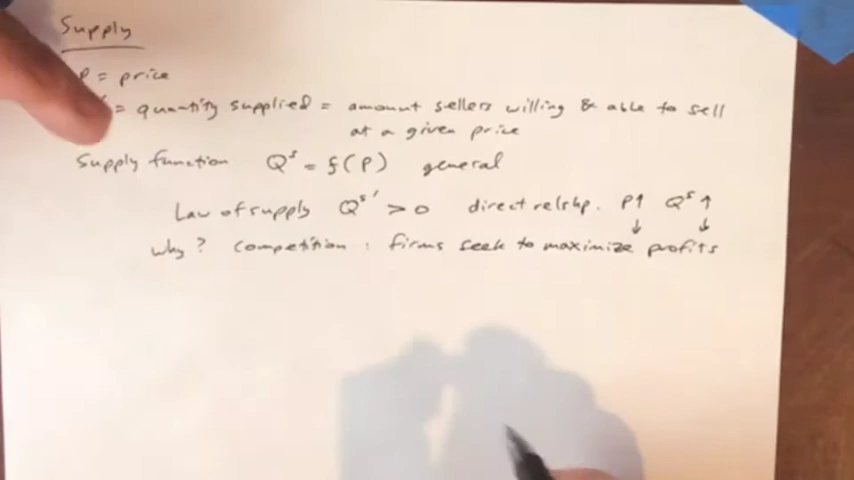 Supply
P = price
= quantity supplied = amount sellers willing & able to sell
at a given price
Supply function Qˢ = f(P) general
Law of supply Qˢ′ > 0 direct relshp. P↑ Qˢ↑
↓ ↓
Why? Competition : firms seek to maximize profits